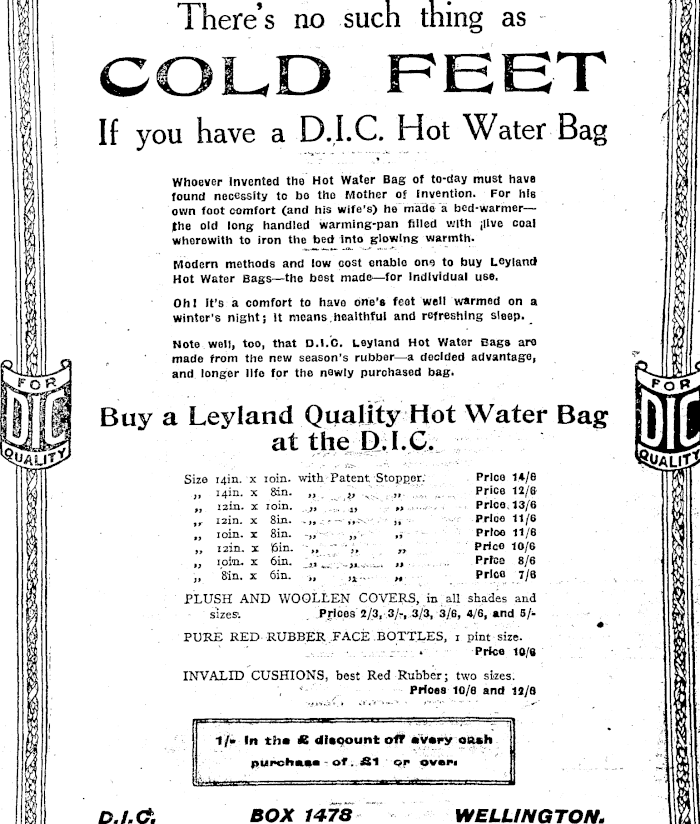 There's no such thing as
COLD FEET
If you have a D.I.C. Hot Water Bag
Whoever invented the Hot Water Bag of to-day must have
found necessity to be the Mother of Invention. For his
own foot comfort (and his wife's) he made a bed-warmer—
the old long handled warming-pan filled with live coal
wherewith to iron the bed into glowing warmth.
Modern methods and low cost enable one to buy Leyland
Hot Water Bags—the best made—for individual use.
Oh! it's a comfort to have one's feet well warmed on a
winter's night; it means healthful and refreshing sleep.
Note well, too, that D.I.C. Leyland Hot Water Bags are
made from the new season's rubber—a decided advantage,
and longer life for the newly purchased bag.
FOR
DIC
QUALITY
FOR
DIC
QUALITY
Buy a Leyland Quality Hot Water Bag
at the D.I.C.
Size 14in. x 10in. with Patent Stopper. Price 14/6
,, 14in. x 8in. ,, ,, ,, Price 12/6
,, 12in. x 10in. ,, ,, ,, Price 13/6
,, 12in. x 8in. ,, ,, ,, Price 11/6
,, 10in. x 8in. ,, ,, ,, Price 11/6
,, 12in. x 6in. ,, ,, ,, Price 10/6
,, 10in. x 6in. ,, ,, ,, Price 8/6
,, 8in. x 6in. ,, ,, ,, Price 7/6
PLUSH AND WOOLLEN COVERS, in all shades and
sizes. Prices 2/3, 3/-, 3/3, 3/6, 4/6, and 5/-
PURE RED RUBBER FACE BOTTLES, 1 pint size.
Price 10/6
INVALID CUSHIONS, best Red Rubber; two sizes.
Prices 10/6 and 12/6
1/- in the £ discount off every cash
purchase of £1 or over.
D.I.C. BOX 1478 WELLINGTON.